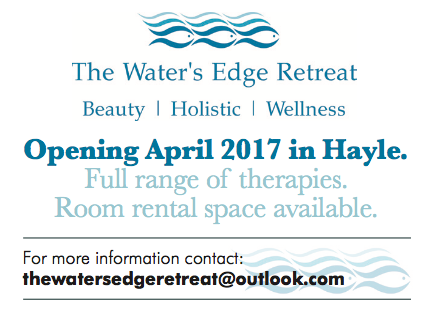 The Water's Edge Retreat
Beauty | Holistic | Wellness
Opening April 2017 in Hayle.
Full range of therapies.
Room rental space available.
For more information contact:
thewatersedgeretreat@outlook.com